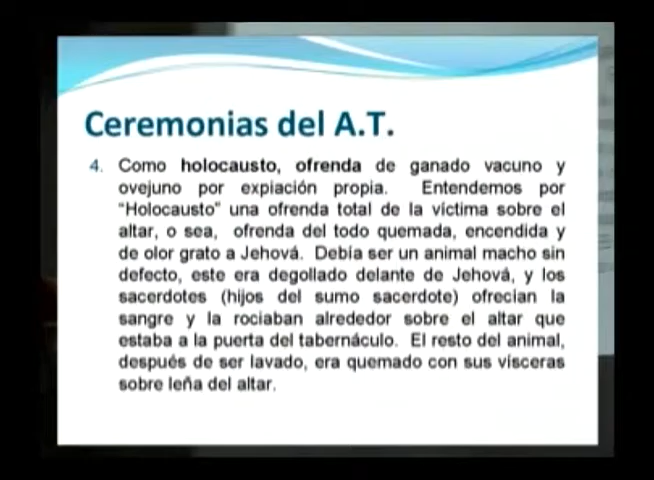 Ceremonias del A.T.
4. Como holocausto, ofrenda de ganado vacuno y
ovejuno por expiación propia. Entendemos por
"Holocausto" una ofrenda total de la víctima sobre el
altar, o sea, ofrenda del todo quemada, encendida y
de olor grato a Jehová. Debía ser un animal macho sin
defecto, este era degollado delante de Jehová, y los
sacerdotes (hijos del sumo sacerdote) ofrecían la
sangre y la rociaban alrededor sobre el altar que
estaba a la puerta del tabernáculo. El resto del animal,
después de ser lavado, era quemado con sus vísceras
sobre leña del altar.